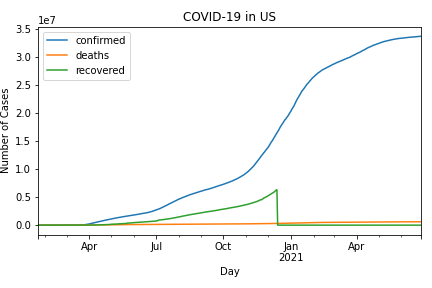 COVID-19 in US
1e7
confirmed
deaths
recovered
Number of Cases
3.5
3.0
2.5
2.0
1.5
1.0
0.5
0.0
Apr Jul Oct Jan Apr
2021
Day